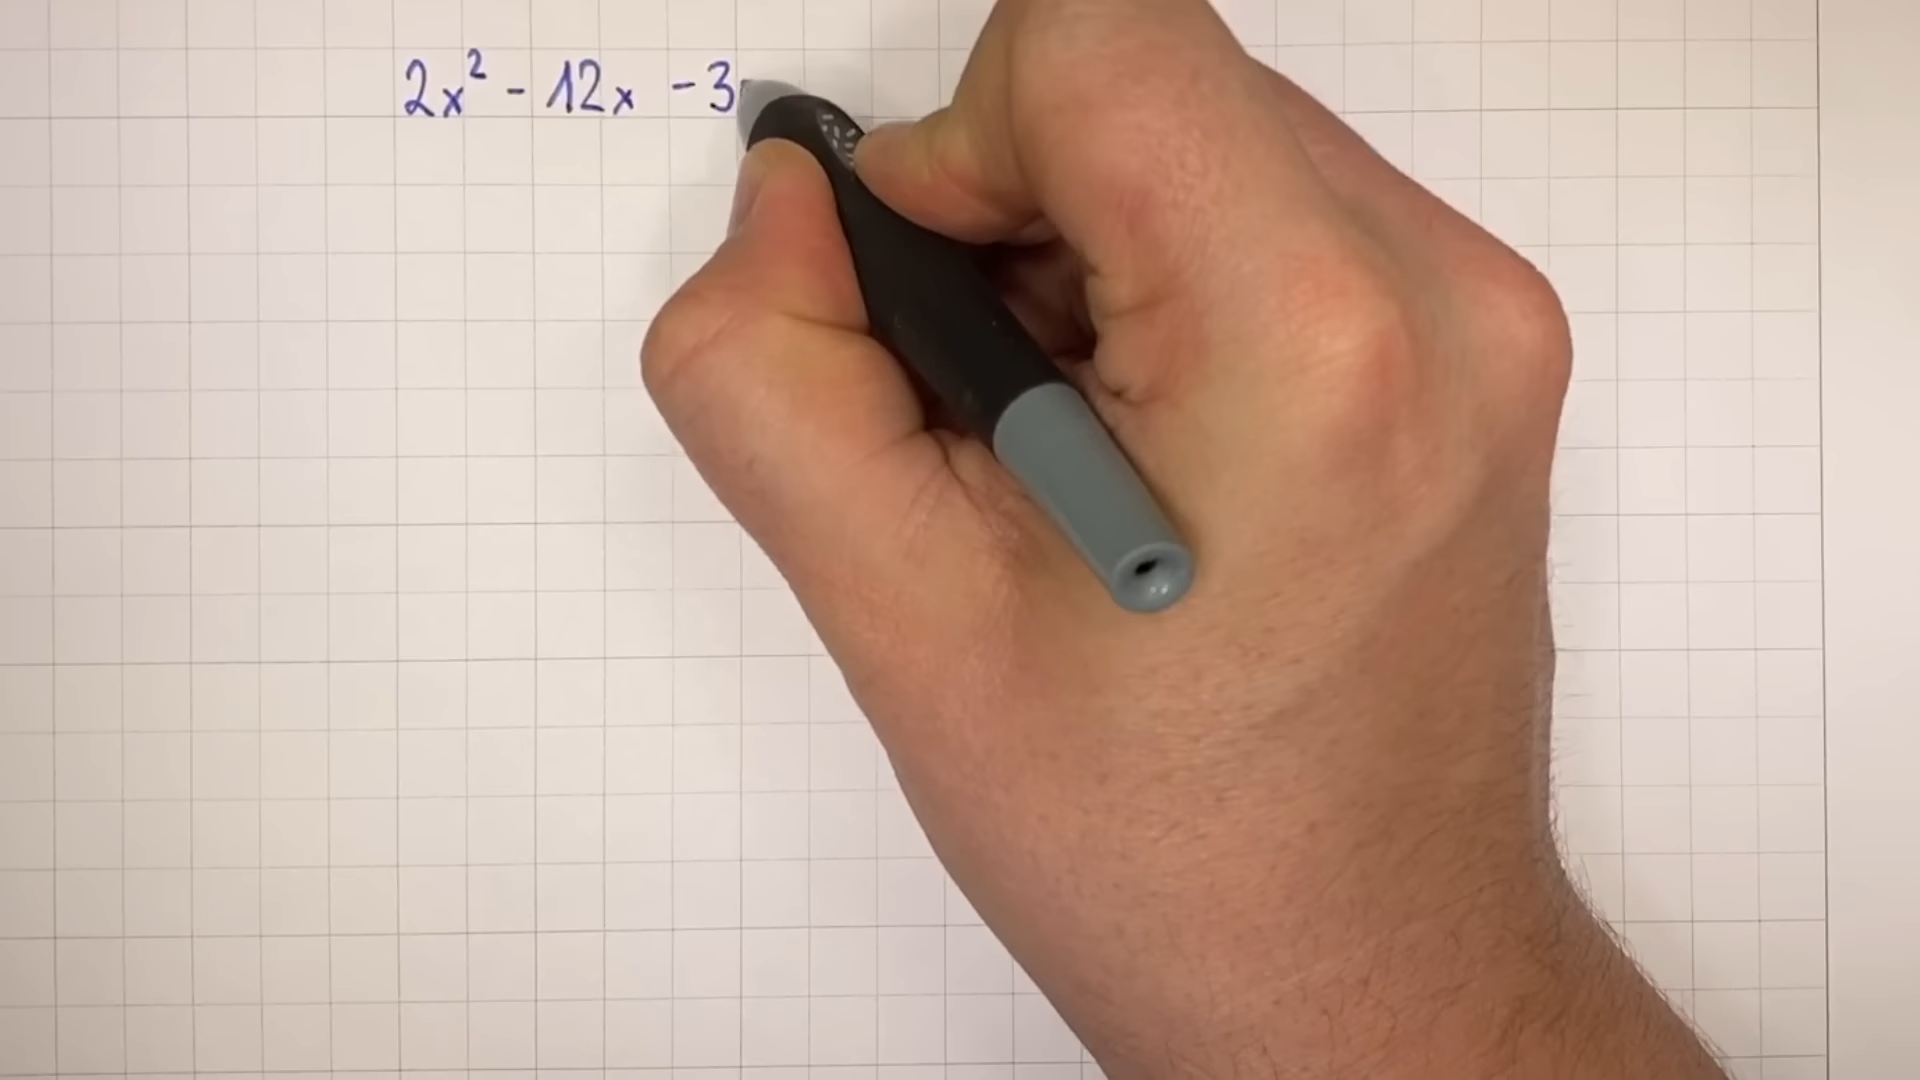 2x² - 12x - 3